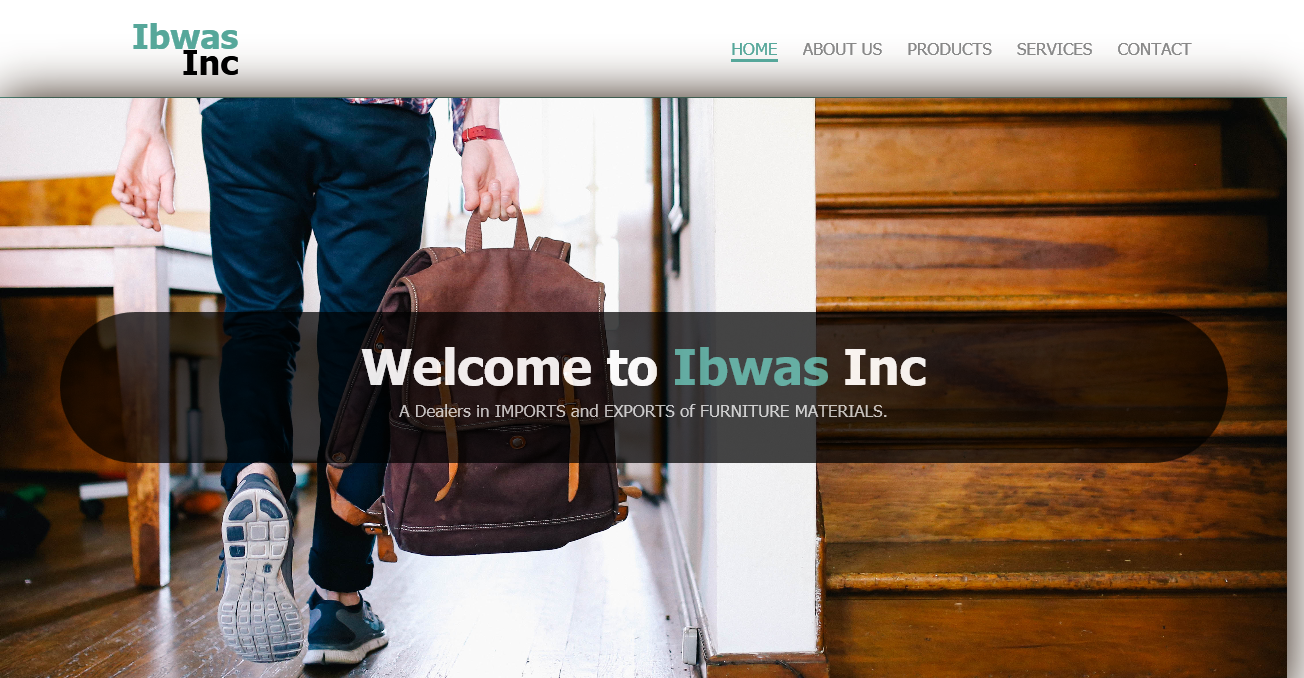 Ibwas
Inc
HOME ABOUT US PRODUCTS SERVICES CONTACT
Welcome to Ibwas Inc
A Dealers in IMPORTS and EXPORTS of FURNITURE MATERIALS.